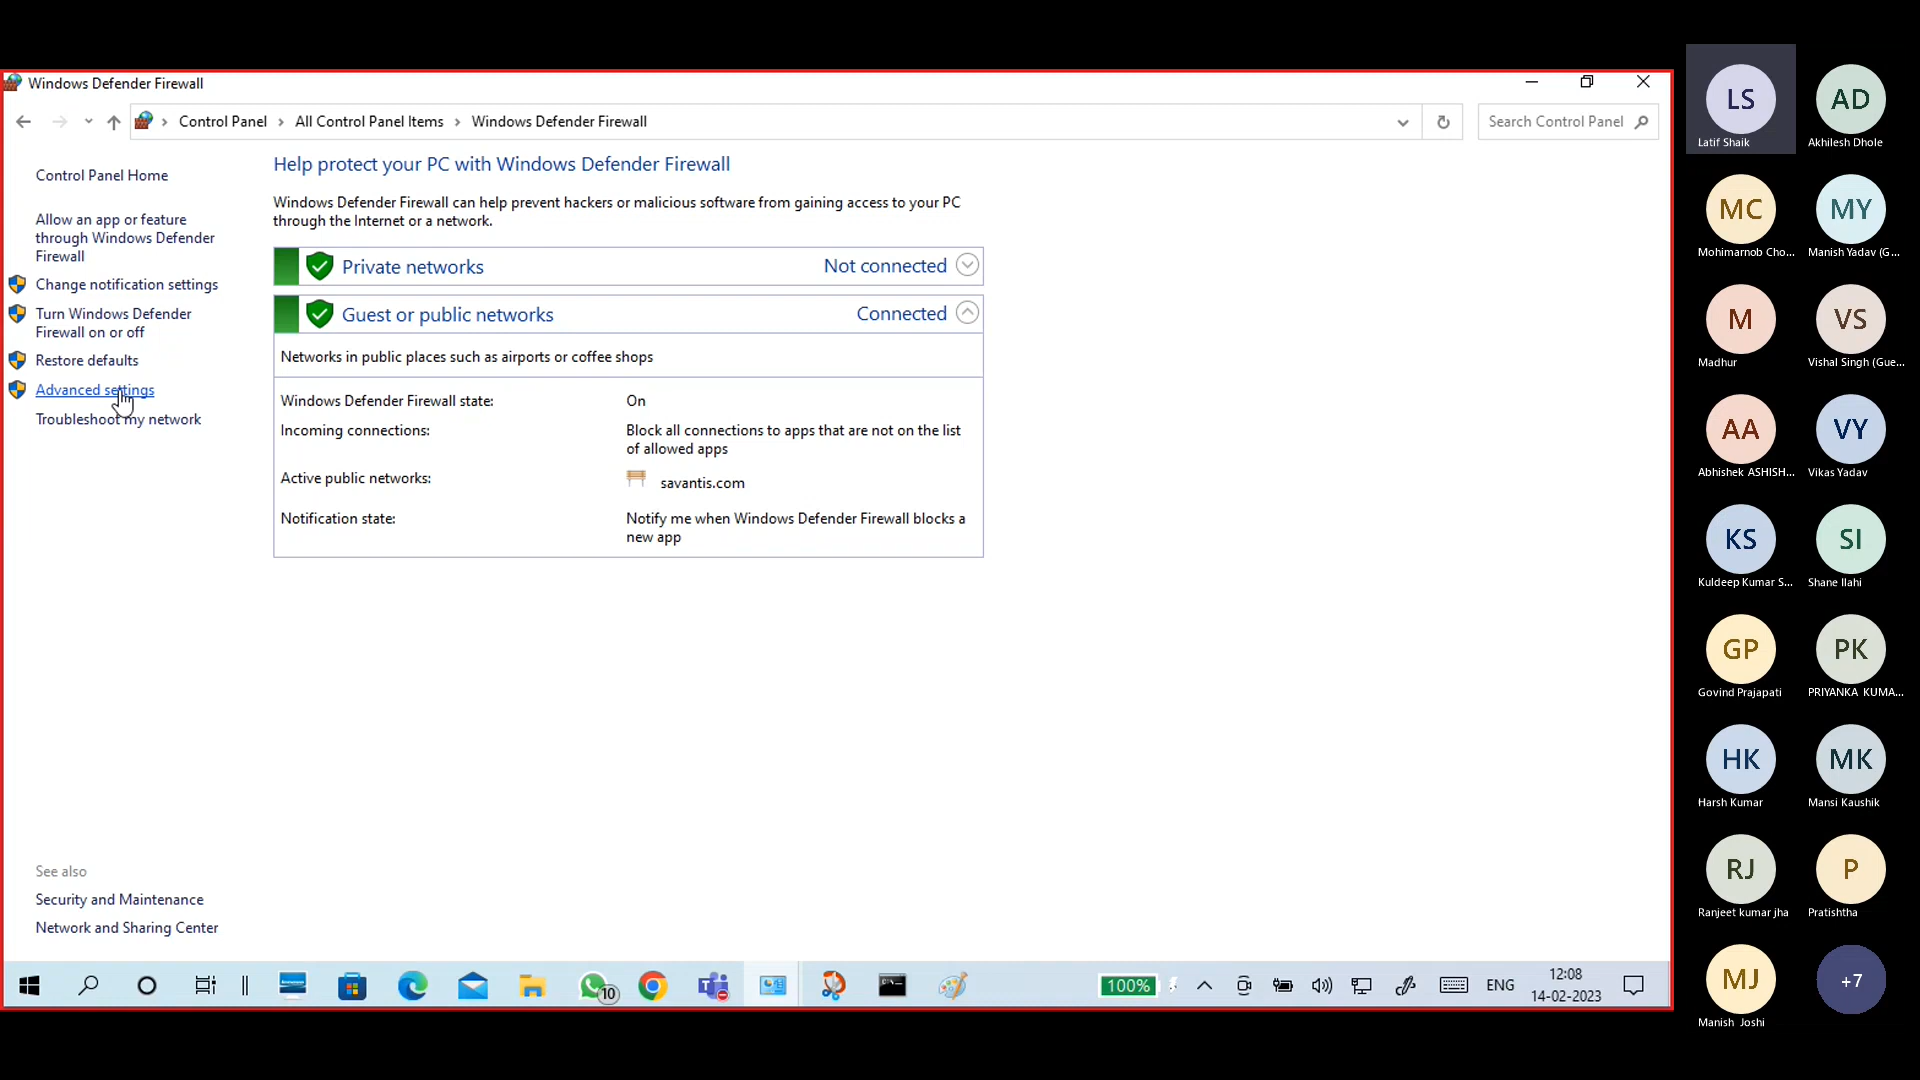 Windows Defender Firewall
Control Panel > All Control Panel Items > Windows Defender Firewall
Search Control Panel
Control Panel Home
Allow an app or feature
through Windows Defender
Firewall
Change notification settings
Turn Windows Defender
Firewall on or off
Restore defaults
Advanced settings
Troubleshoot my network
See also
Security and Maintenance
Network and Sharing Center
Help protect your PC with Windows Defender Firewall
Windows Defender Firewall can help prevent hackers or malicious software from gaining access to your PC
through the Internet or a network.
Private networks Not connected
Guest or public networks Connected
Networks in public places such as airports or coffee shops
Windows Defender Firewall state: On
Incoming connections: Block all connections to apps that are not on the list
of allowed apps
Active public networks: savantis.com
Notification state: Notify me when Windows Defender Firewall blocks a
new app
10
100%
ENG
12:08
14-02-2023
LS AD
Latif Shaik Akhilesh Dhole
MC MY
Mohimarnob Cho... Manish Yadav (G...
M VS
Madhur Vishal Singh (Gue...
AA VY
Abhishek ASHISH... Vikas Yadav
KS SI
Kuldeep Kumar S... Shane Ilahi
GP PK
Govind Prajapati PRIYANKA KUMA...
HK MK
Harsh Kumar Mansi Kaushik
RJ P
Ranjeet kumar jha Pratishtha
MJ +7
Manish Joshi